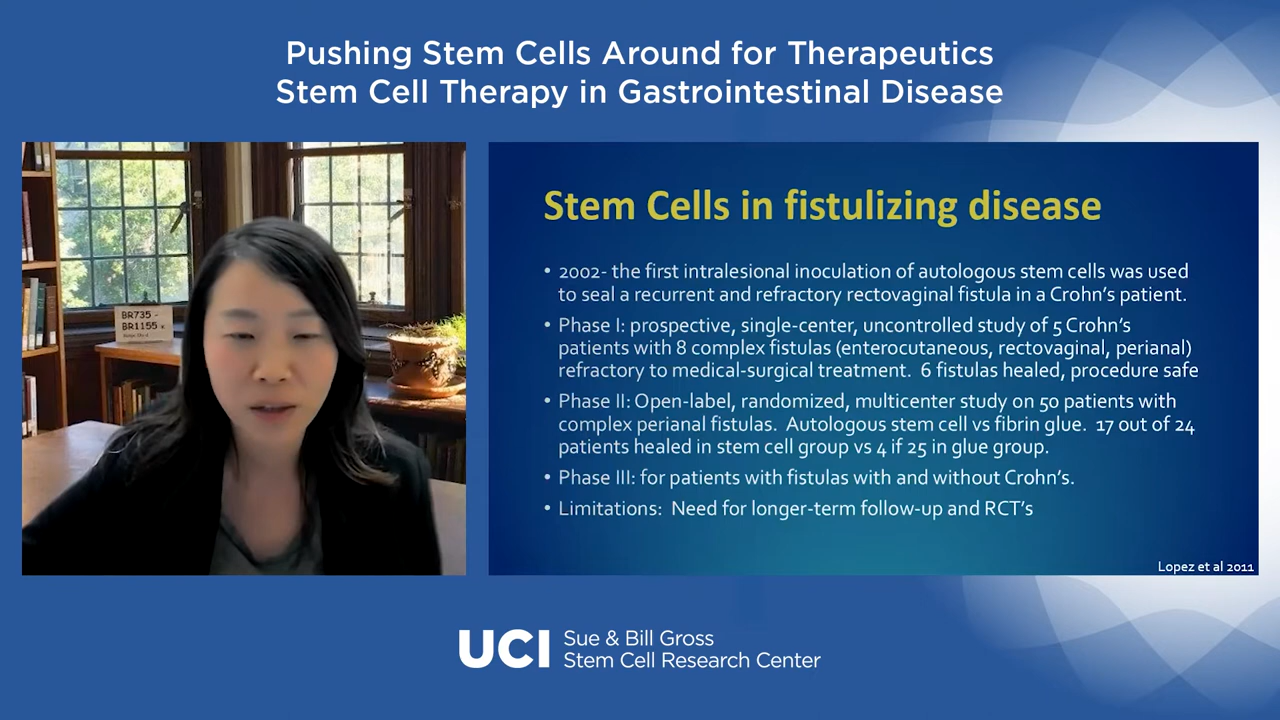 Pushing Stem Cells Around for Therapeutics
Stem Cell Therapy in Gastrointestinal Disease
BR735 -
BR1155 K
Stem Cells in fistulizing disease
• 2002- the first intralesional inoculation of autologous stem cells was used
to seal a recurrent and refractory rectovaginal fistula in a Crohn's patient.
• Phase I: prospective, single-center, uncontrolled study of 5 Crohn's
patients with 8 complex fistulas (enterocutaneous, rectovaginal, perianal)
refractory to medical-surgical treatment. 6 fistulas healed, procedure safe
• Phase II: Open-label, randomized, multicenter study on 50 patients with
complex perianal fistulas. Autologous stem cell vs fibrin glue. 17 out of 24
patients healed in stem cell group vs 4 if 25 in glue group.
• Phase III: for patients with fistulas with and without Crohn's.
• Limitations: Need for longer-term follow-up and RCT's
Lopez et al 2011
UCI Sue & Bill Gross
Stem Cell Research Center